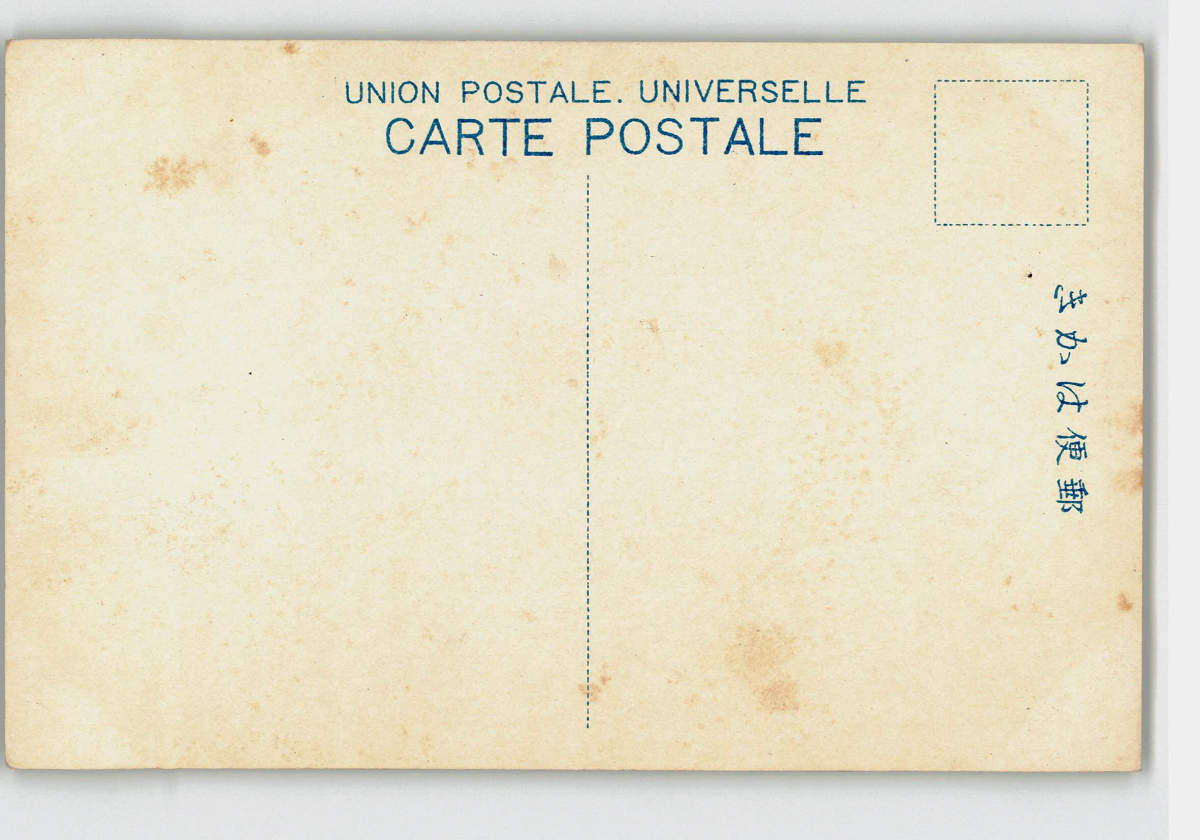 UNION POSTALE. UNIVERSELLE
CARTE POSTALE
郵便はかき